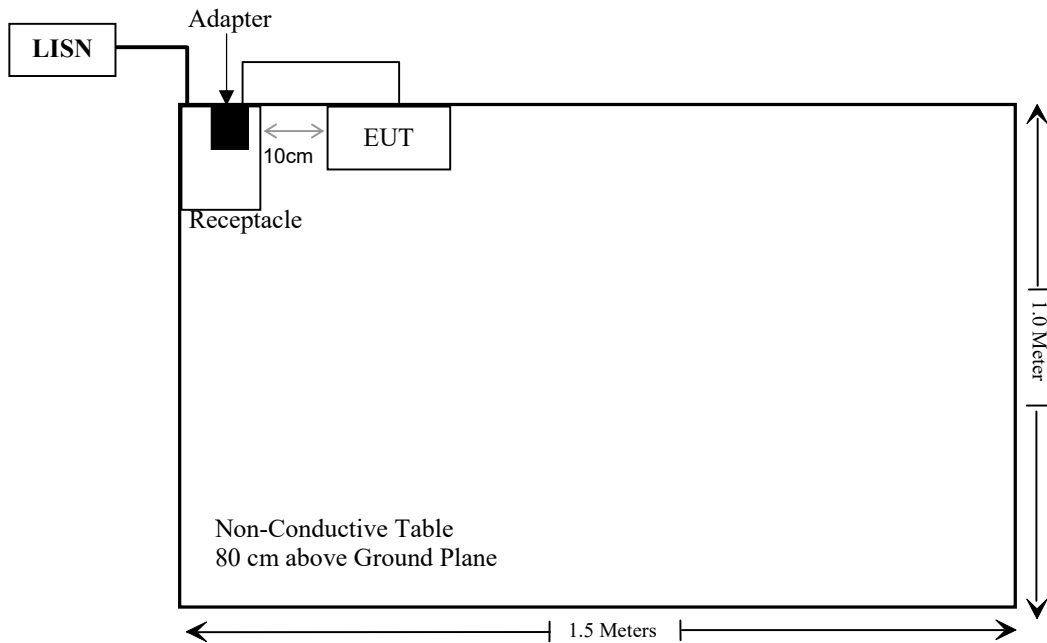 Adapter
LISN
EUT
10cm
Receptacle
1.0 Meter
Non-Conductive Table
80 cm above Ground Plane
1.5 Meters